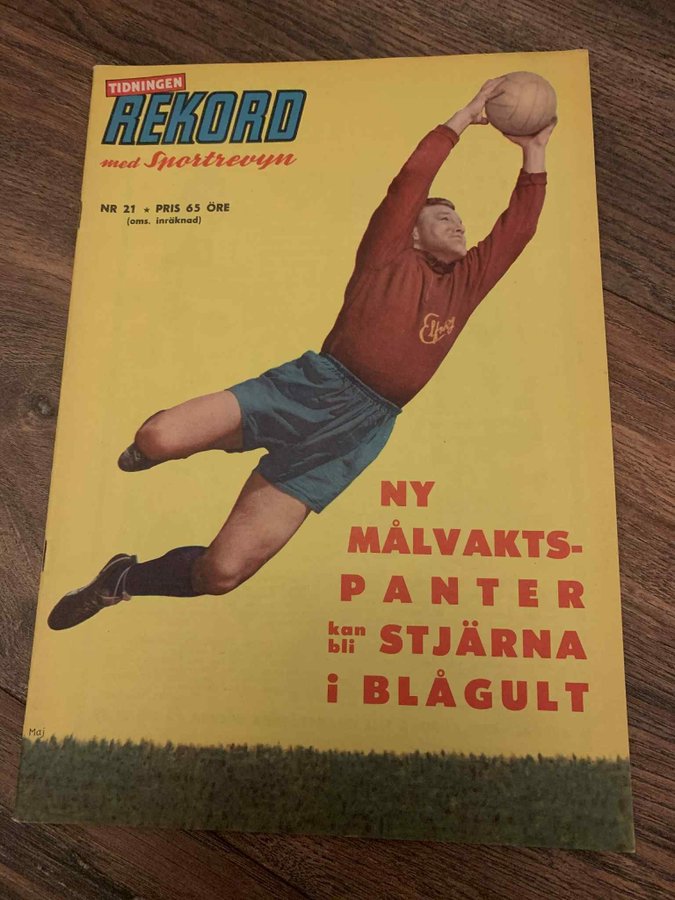 TIDNINGEN
REKORD
med Sportrevyn
NR 21 ★ PRIS 65 ÖRE
(oms. inräknad)
Elfsborg
NY
MÅLVAKTS-
PANTER
kan bli STJÄRNA
i BLÅGULT
Maj